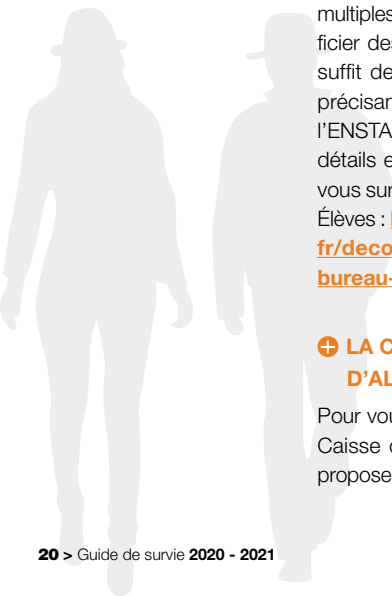 multiples
ficier des
suffit de
précisan
l’ENSTA
détails e
vous sur
Élèves :
fr/deco
bureau-
LA C
D’AL
Pour vou
Caisse
propose
20 > Guide de survie 2020 - 2021